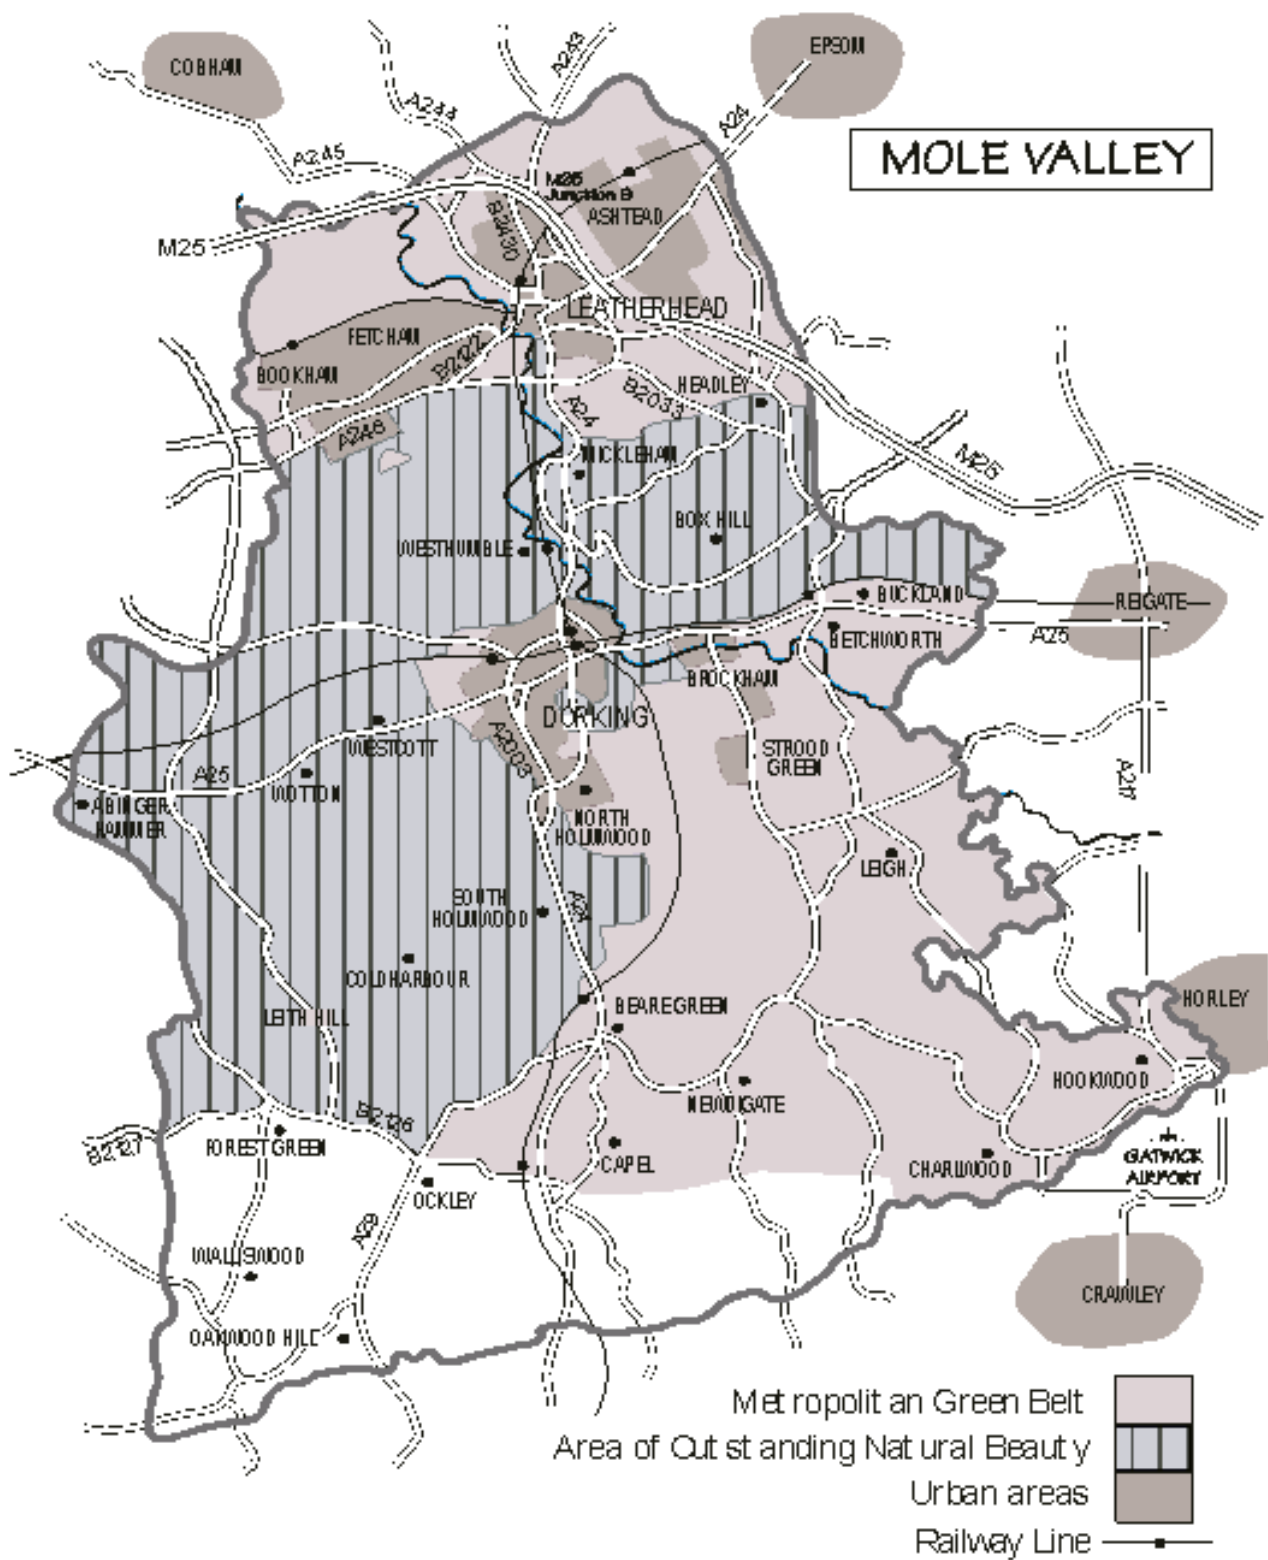 COBHAM
EPSOM
A243
A244
A24
MOLE VALLEY
A245
M25
Junction 9
ASHTEAD
B2430
M25
LEATHERHEAD
FETCHAM
BOOKHAM
B2122
HEADLEY
B2033
A24
A246
MICKLEHAM
M25
BOX HILL
WESTHUMBLE
BUCKLAND
REIGATE
A25
BETCHWORTH
BROCKHAM
DORKING
A2003
WESTCOTT
STROOD
GREEN
A217
A25
WOTTON
ABINGER
HAMMER
NORTH
HOLMWOOD
LEIGH
SOUTH
HOLMWOOD
A24
COLDHARBOUR
LEITH HILL
BEARE GREEN
HORLEY
HOOKWOOD
NEWDIGATE
B2126
FOREST GREEN
B2127
CAPEL
CHARLWOOD
GATWICK
AIRPORT
OCKLEY
A29
WALLISWOOD
CRAWLEY
OAKWOOD HILL
Metropolitan Green Belt
Area of Outstanding Natural Beauty
Urban areas
Railway Line